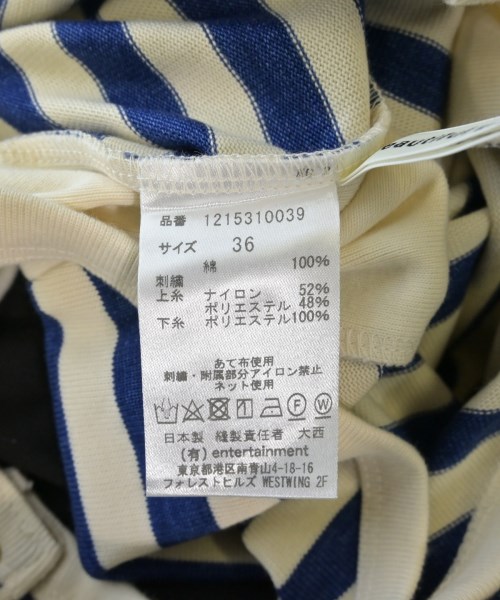 品番 1215310039
サイズ 36
綿 100%
刺繍
上糸 ナイロン 52%
ポリエステル 48%
下糸 ポリエステル100%
あて布使用
刺繍・附属部分アイロン禁止
ネット使用
F W
日本製 縫製責任者 大西
(有) entertainment
東京都港区南青山4-18-16
フォレストヒルズ WESTWING 2F